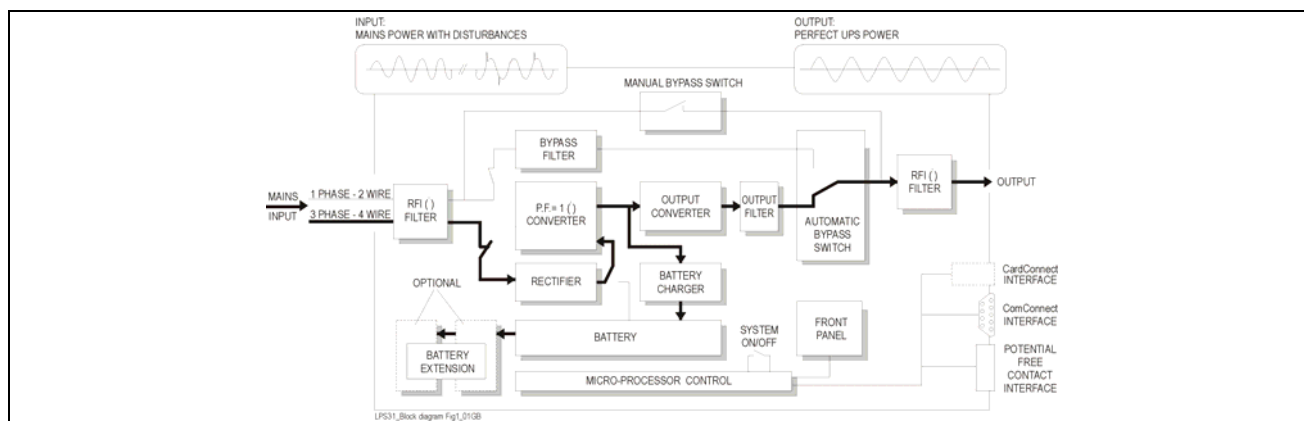 INPUT:
MAINS POWER WITH DISTURBANCES
OUTPUT:
PERFECT UPS POWER
MANUAL BYPASS SWITCH
BYPASS
FILTER
MAINS
INPUT
1 PHASE - 2 WIRE
3 PHASE - 4 WIRE
RFI ( )
FILTER
P.F.= 1 ( )
CONVERTER
OUTPUT
CONVERTER
OUTPUT
FILTER
AUTOMATIC
BYPASS
SWITCH
RFI ( )
FILTER
OUTPUT
RECTIFIER
BATTERY
CHARGER
OPTIONAL
BATTERY
EXTENSION
BATTERY
SYSTEM
ON/OFF
FRONT
PANEL
MICRO-PROCESSOR CONTROL
CardConnect
INTERFACE
ComConnect
INTERFACE
POTENTIAL
FREE
CONTACT
INTERFACE
LPS31_Block diagram Fig1_01GB